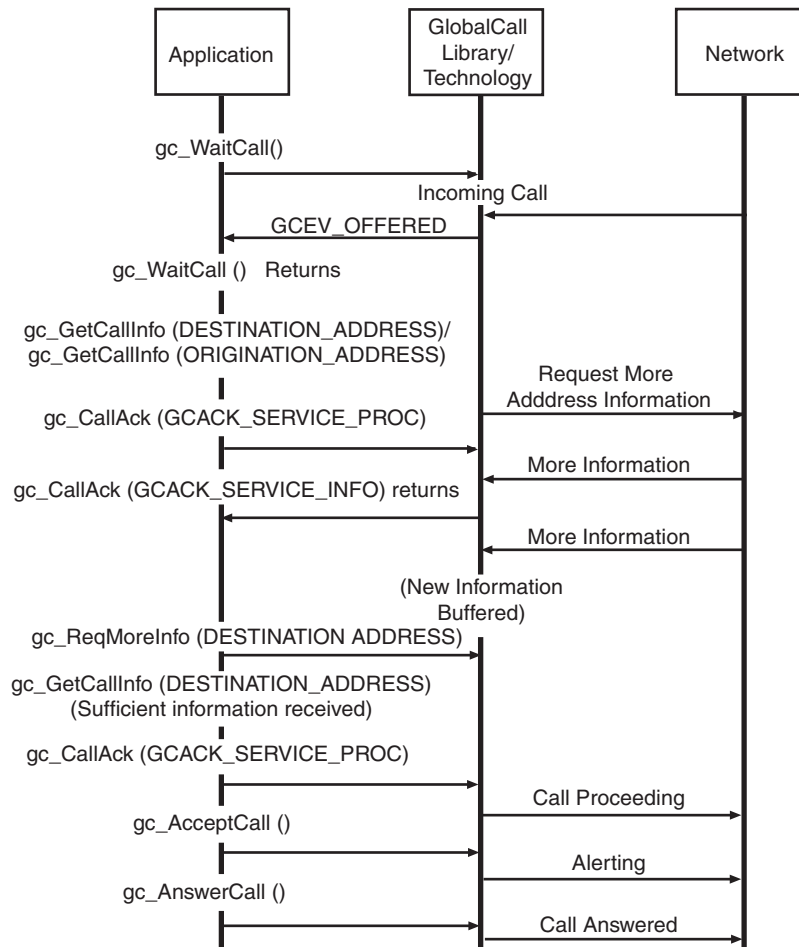 Application
GlobalCall
Library/
Technology
Network
gc_WaitCall()
Incoming Call
GCEV_OFFERED
gc_WaitCall () Returns
gc_GetCallInfo (DESTINATION_ADDRESS)/
gc_GetCallInfo (ORIGINATION_ADDRESS)
Request More
Adddress Information
gc_CallAck (GCACK_SERVICE_PROC)
More Information
gc_CallAck (GCACK_SERVICE_INFO) returns
More Information
(New Information
Buffered)
gc_ReqMoreInfo (DESTINATION ADDRESS)
gc_GetCallInfo (DESTINATION_ADDRESS)
(Sufficient information received)
gc_CallAck (GCACK_SERVICE_PROC)
Call Proceeding
gc_AcceptCall ()
Alerting
gc_AnswerCall ()
Call Answered